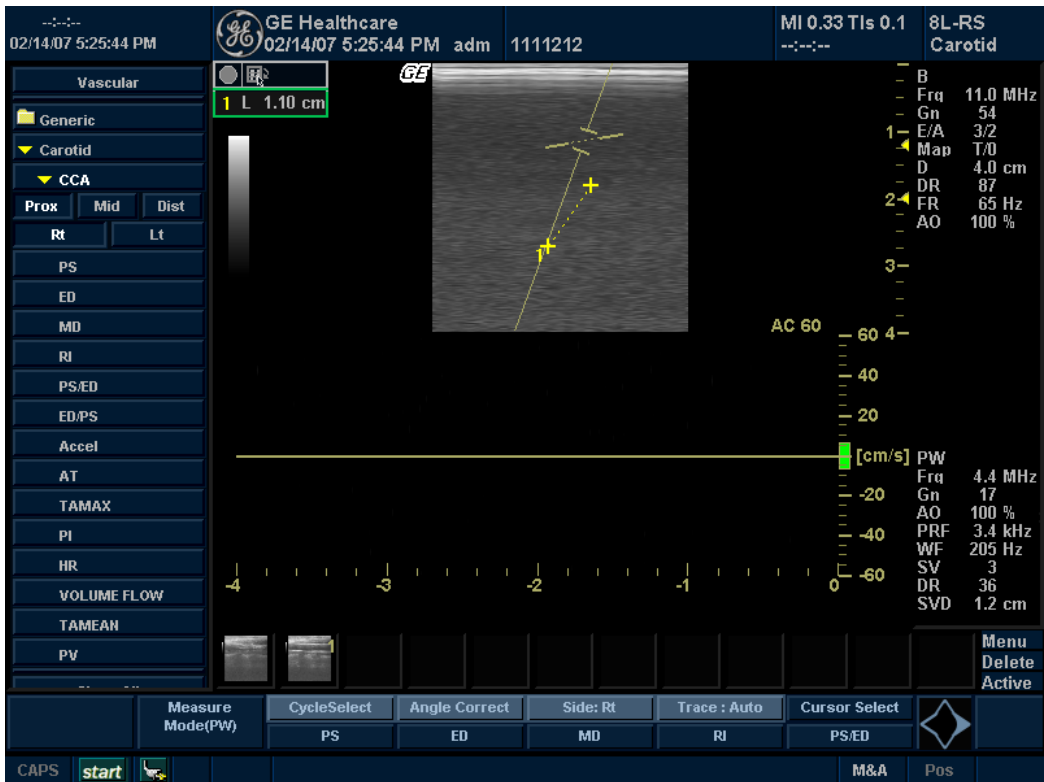 --:--:--
02/14/07 5:25:44 PM
GE Healthcare
02/14/07 5:25:44 PM adm 1111212
MI 0.33 TIs 0.1
--:--:--
8L-RS
Carotid
Vascular
Generic
Carotid
CCA
Prox Mid Dist
Rt Lt
PS
ED
MD
RI
PS/ED
ED/PS
Accel
AT
TAMAX
PI
HR
VOLUME FLOW
TAMEAN
PV
1 L 1.10 cm
GE
1
1
2
3
4
B
Frq 11.0 MHz
Gn 54
E/A 3/2
Map T/0
D 4.0 cm
DR 87
FR 65 Hz
AO 100 %
AC 60
60
40
20
[cm/s]
-20
-40
-60
-4 -3 -2 -1 0
PW
Frq 4.4 MHz
Gn 17
AO 100 %
PRF 3.4 kHz
WF 205 Hz
SV 3
DR 36
SVD 1.2 cm
1
Menu
Delete
Active
Measure
Mode(PW)
CycleSelect Angle Correct Side: Rt Trace : Auto Cursor Select
PS ED MD RI PS/ED
CAPS start M&A Pos